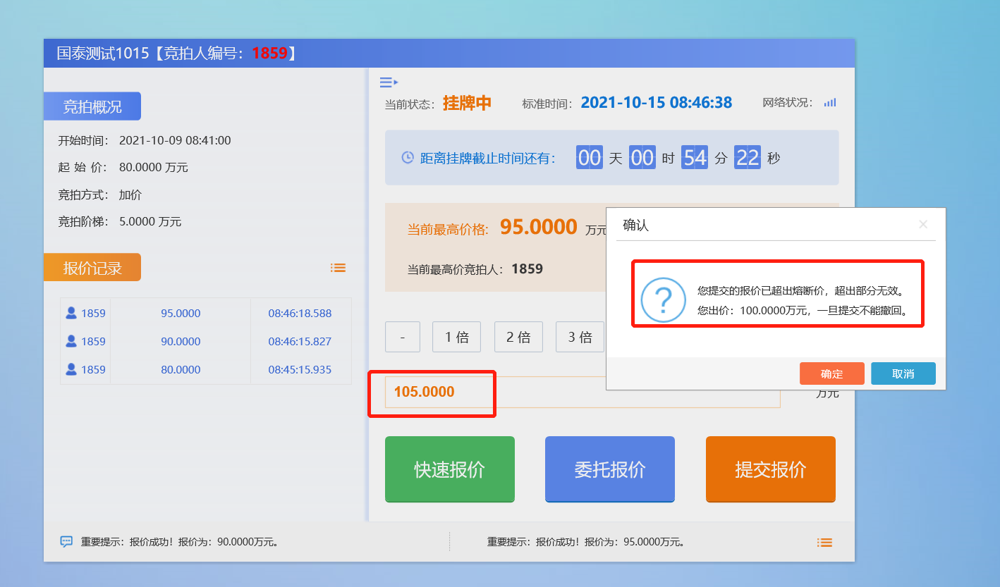 国泰测试1015【竞拍人编号：1859】
竞拍概况
开始时间： 2021-10-09 08:41:00
起 始 价： 80.0000 万元
竞拍方式： 加价
竞拍阶梯： 5.0000 万元
报价记录
1859 95.0000 08:46:18.588
1859 90.0000 08:46:15.827
1859 80.0000 08:45:15.935
当前状态： 挂牌中 标准时间： 2021-10-15 08:46:38 网络状况：
距离挂牌截止时间还有： 00 天 00 时 54 分 22 秒
当前最高价格: 95.0000 万元
当前最高价竞拍人： 1859
- 1 倍 2 倍 3 倍
105.0000 万元
快速报价 委托报价 提交报价
确认
?
您提交的报价已超出熔断价，超出部分无效。
您出价：100.0000万元，一旦提交不能撤回。
确定 取消
重要提示：报价成功！报价为：90.0000万元。 重要提示：报价成功！报价为：95.0000万元。